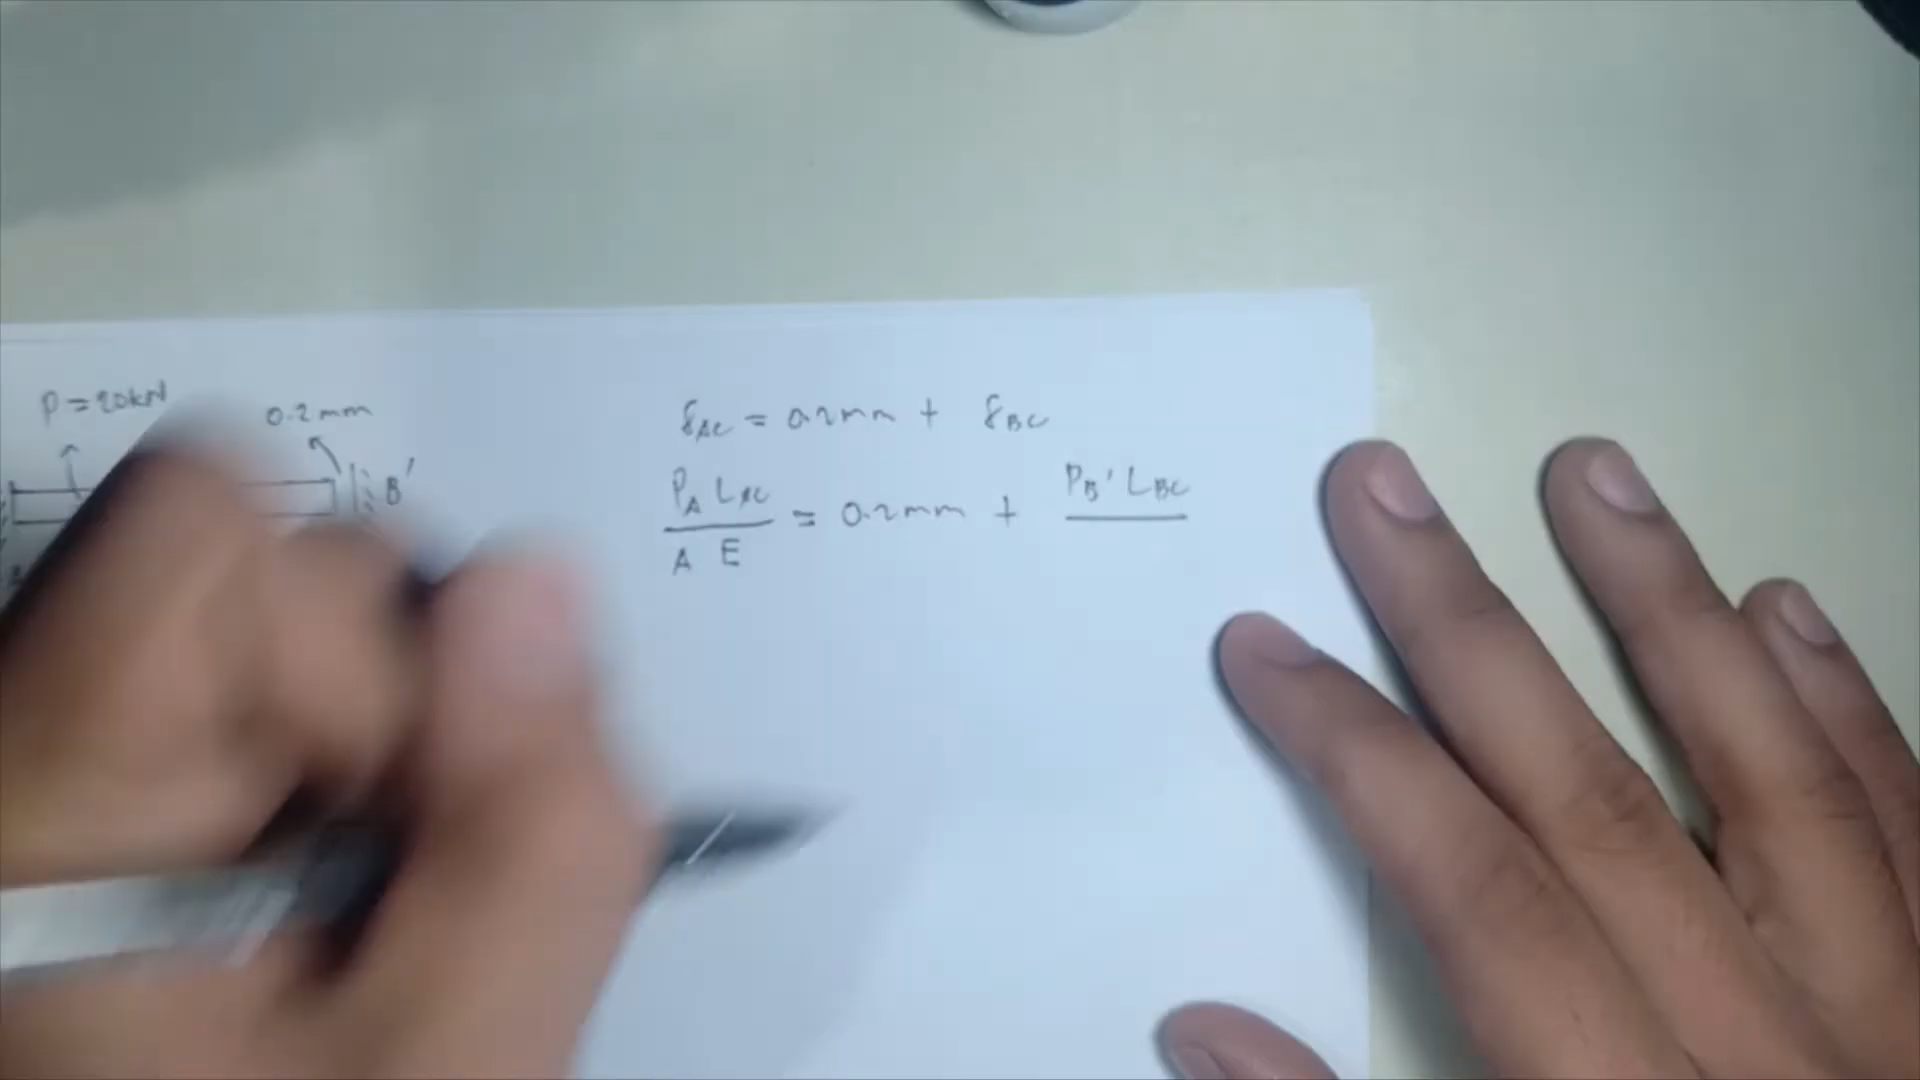 P = 20kN
0.2mm
B'
δAC = 0.2mm + δBC
PA LAC / A E = 0.2mm + PB' LBC